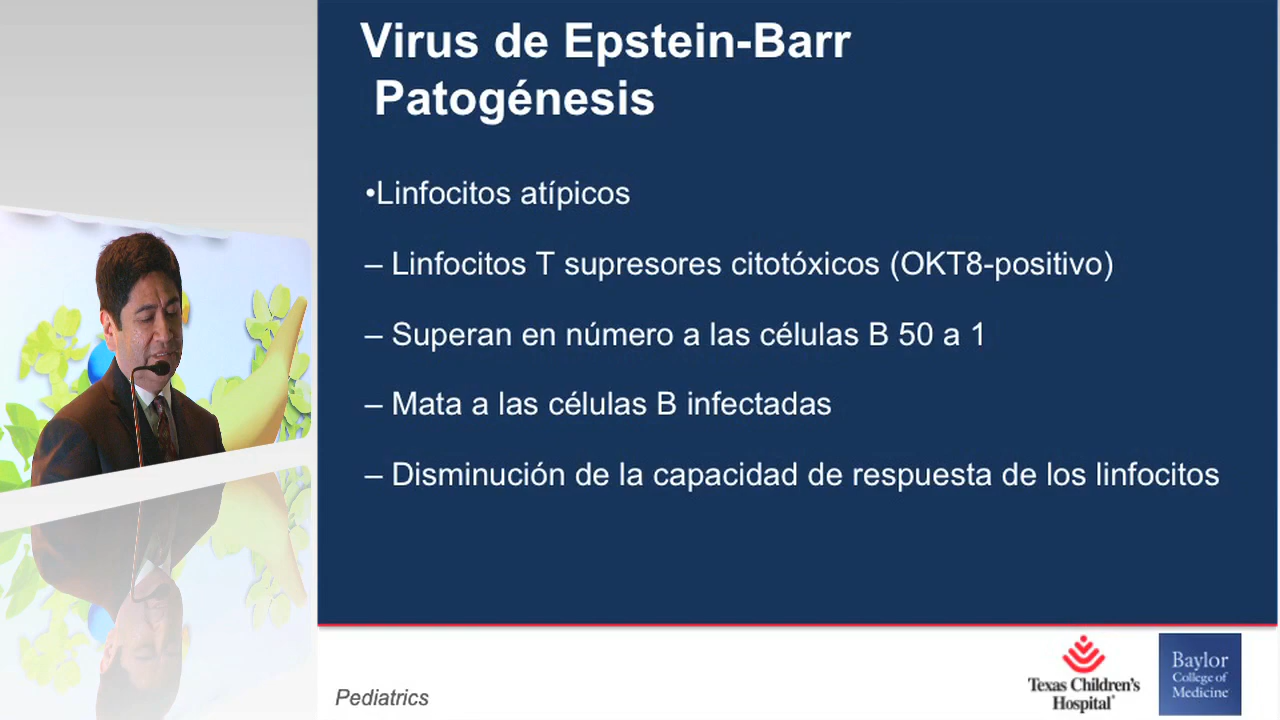 Virus de Epstein-Barr
Patogénesis
•Linfocitos atípicos
– Linfocitos T supresores citotóxicos (OKT8-positivo)
– Superan en número a las células B 50 a 1
– Mata a las células B infectadas
– Disminución de la capacidad de respuesta de los linfocitos
Pediatrics
Texas Children's
Hospital
Baylor
College of
Medicine